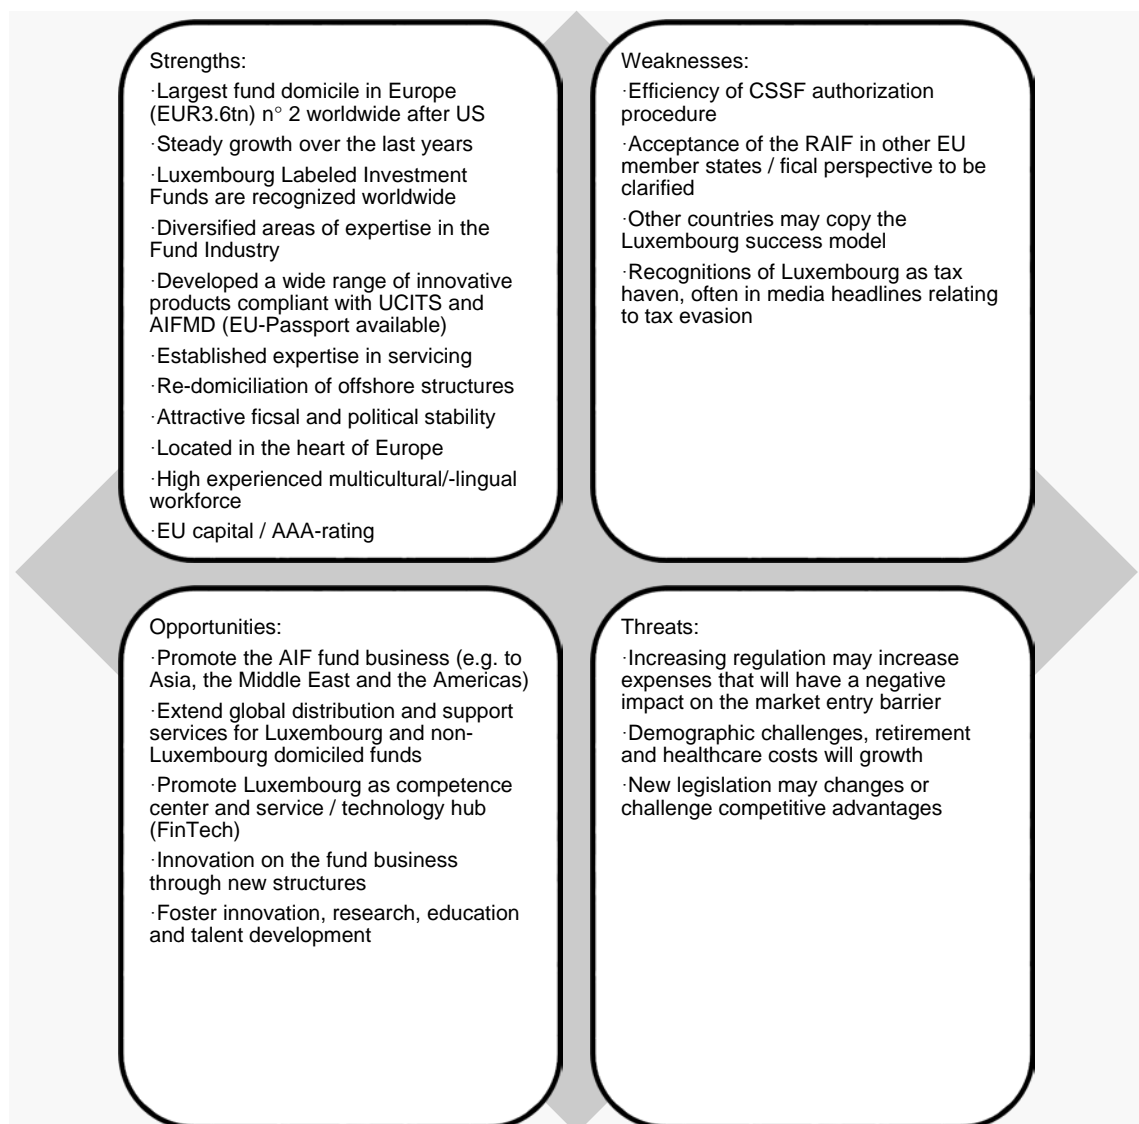 Strengths:
·Largest fund domicile in Europe
(EUR3.6tn) n° 2 worldwide after US
·Steady growth over the last years
·Luxembourg Labeled Investment
Funds are recognized worldwide
·Diversified areas of expertise in the
Fund Industry
·Developed a wide range of innovative
products compliant with UCITS and
AIFMD (EU-Passport available)
·Established expertise in servicing
·Re-domiciliation of offshore structures
·Attractive ficsal and political stability
·Located in the heart of Europe
·High experienced multicultural/-lingual
workforce
·EU capital / AAA-rating
Weaknesses:
·Efficiency of CSSF authorization
procedure
·Acceptance of the RAIF in other EU
member states / fical perspective to be
clarified
·Other countries may copy the
Luxembourg success model
·Recognitions of Luxembourg as tax
haven, often in media headlines relating
to tax evasion
Opportunities:
·Promote the AIF fund business (e.g. to
Asia, the Middle East and the Americas)
·Extend global distribution and support
services for Luxembourg and non-
Luxembourg domiciled funds
·Promote Luxembourg as competence
center and service / technology hub
(FinTech)
·Innovation on the fund business
through new structures
·Foster innovation, research, education
and talent development
Threats:
·Increasing regulation may increase
expenses that will have a negative
impact on the market entry barrier
·Demographic challenges, retirement
and healthcare costs will growth
·New legislation may changes or
challenge competitive advantages